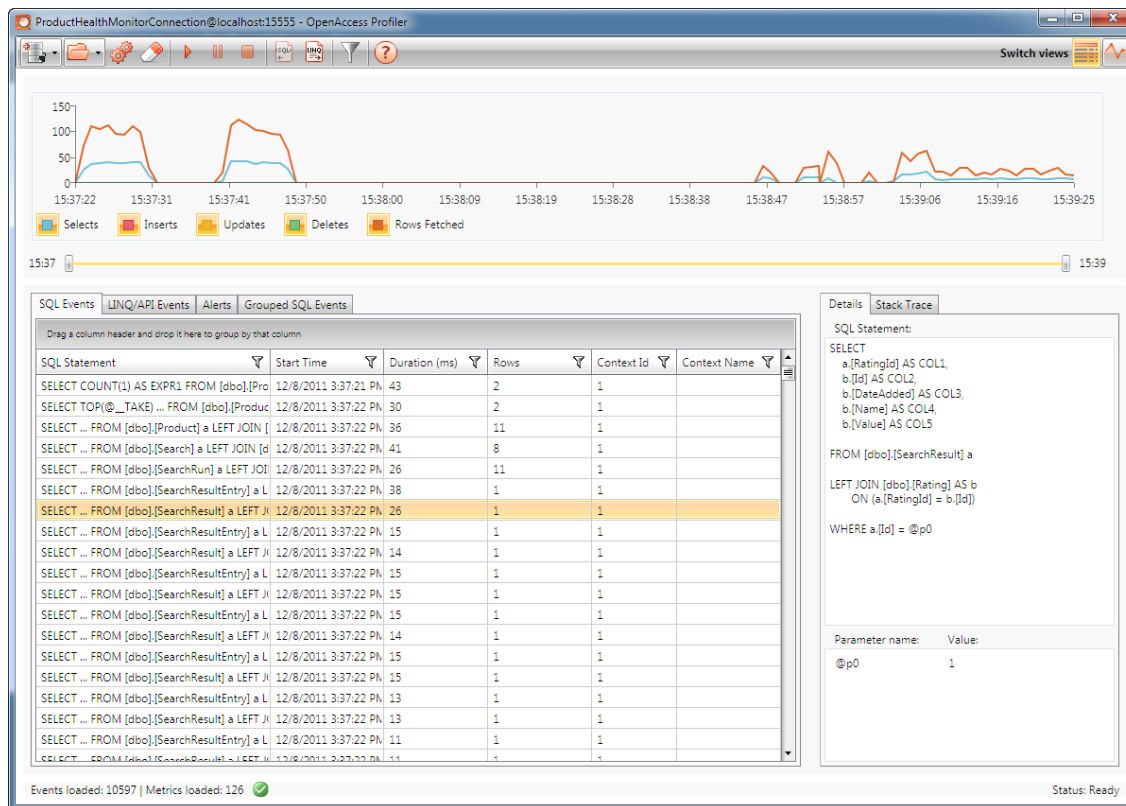 ProductHealthMonitorConnection@localhost:15555 - OpenAccess Profiler
SQL LINQ ? Switch views
150
100
50
0
15:37:22 15:37:31 15:37:41 15:37:50 15:38:00 15:38:09 15:38:19 15:38:28 15:38:38 15:38:47 15:38:57 15:39:06 15:39:16 15:39:25
Selects Inserts Updates Deletes Rows Fetched
15:37 15:39
SQL Events LINQ/API Events Alerts Grouped SQL Events
Drag a column header and drop it here to group by that column
SQL Statement Start Time Duration (ms) Rows Context Id Context Name
SELECT COUNT(1) AS EXPR1 FROM [dbo].[Pro 12/8/2011 3:37:21 PM 43 2 1
SELECT TOP(@__TAKE) ... FROM [dbo].[Produc 12/8/2011 3:37:22 PM 30 2 1
SELECT ... FROM [dbo].[Product] a LEFT JOIN [ 12/8/2011 3:37:22 PM 36 11 1
SELECT ... FROM [dbo].[Search] a LEFT JOIN [d 12/8/2011 3:37:22 PM 41 8 1
SELECT ... FROM [dbo].[SearchRun] a LEFT JOI 12/8/2011 3:37:22 PM 26 11 1
SELECT ... FROM [dbo].[SearchResultEntry] a L 12/8/2011 3:37:22 PM 38 1 1
SELECT ... FROM [dbo].[SearchResult] a LEFT J 12/8/2011 3:37:22 PM 26 1 1
SELECT ... FROM [dbo].[SearchResultEntry] a L 12/8/2011 3:37:22 PM 15 1 1
SELECT ... FROM [dbo].[SearchResult] a LEFT J 12/8/2011 3:37:22 PM 14 1 1
SELECT ... FROM [dbo].[SearchResultEntry] a L 12/8/2011 3:37:22 PM 15 1 1
SELECT ... FROM [dbo].[SearchResult] a LEFT J 12/8/2011 3:37:22 PM 15 1 1
SELECT ... FROM [dbo].[SearchResultEntry] a L 12/8/2011 3:37:22 PM 15 1 1
SELECT ... FROM [dbo].[SearchResult] a LEFT J 12/8/2011 3:37:22 PM 14 1 1
SELECT ... FROM [dbo].[SearchResultEntry] a L 12/8/2011 3:37:22 PM 15 1 1
SELECT ... FROM [dbo].[SearchResult] a LEFT J 12/8/2011 3:37:22 PM 15 1 1
SELECT ... FROM [dbo].[SearchResultEntry] a L 12/8/2011 3:37:22 PM 13 1 1
SELECT ... FROM [dbo].[SearchResult] a LEFT J 12/8/2011 3:37:22 PM 13 1 1
SELECT ... FROM [dbo].[SearchResultEntry] a L 12/8/2011 3:37:22 PM 11 1 1
SELECT ... FROM [dbo].[SearchResult] a LEFT J 12/8/2011 3:37:22 PM 11 1 1
Details Stack Trace
SQL Statement:
SELECT
a.[RatingId] AS COL1,
b.[Id] AS COL2,
b.[DateAdded] AS COL3,
b.[Name] AS COL4,
b.[Value] AS COL5
FROM [dbo].[SearchResult] a
LEFT JOIN [dbo].[Rating] AS b
ON (a.[RatingId] = b.[Id])
WHERE a.[Id] = @p0
Parameter name: Value:
@p0 1
Events loaded: 10597 | Metrics loaded: 126 Status: Ready